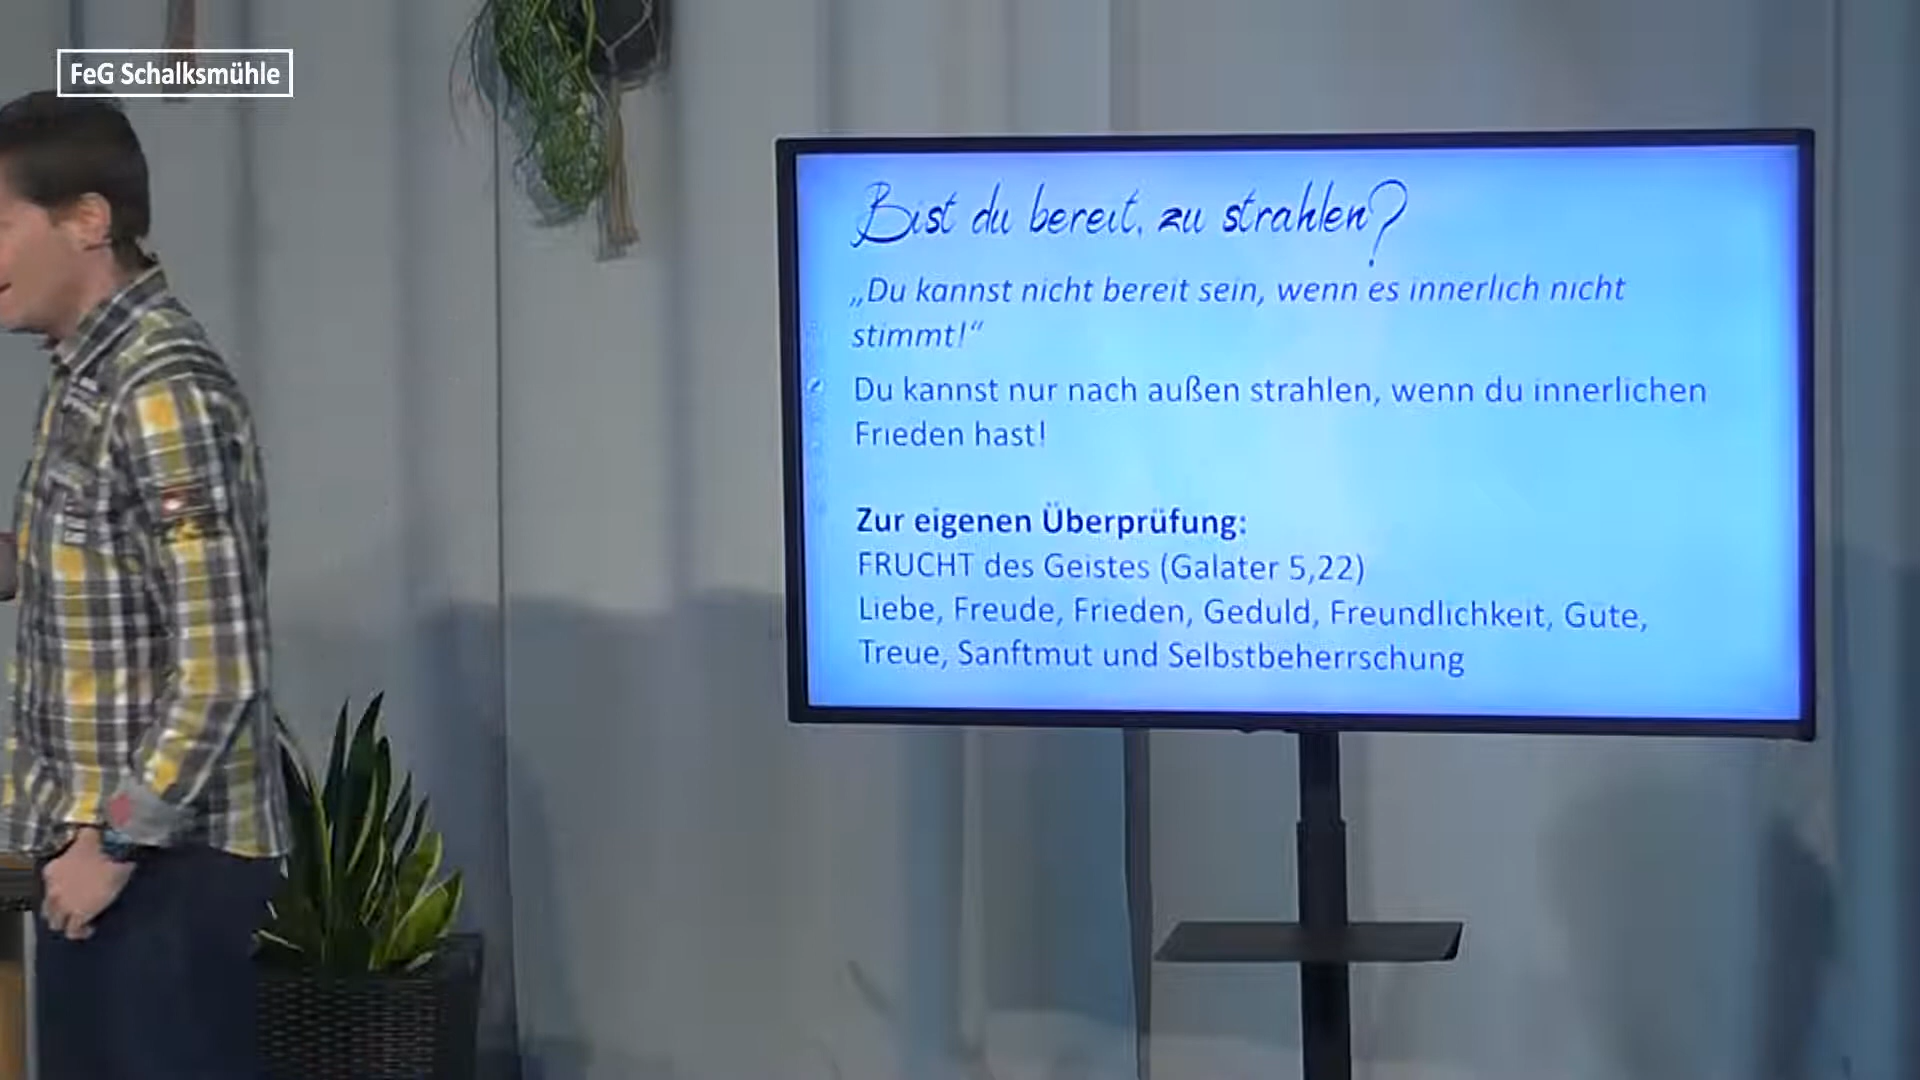 FeG Schalksmühle
Bist du bereit, zu strahlen?
„Du kannst nicht bereit sein, wenn es innerlich nicht
stimmt!“
Du kannst nur nach außen strahlen, wenn du innerlichen
Frieden hast!
Zur eigenen Überprüfung:
FRUCHT des Geistes (Galater 5,22)
Liebe, Freude, Frieden, Geduld, Freundlichkeit, Güte,
Treue, Sanftmut und Selbstbeherrschung